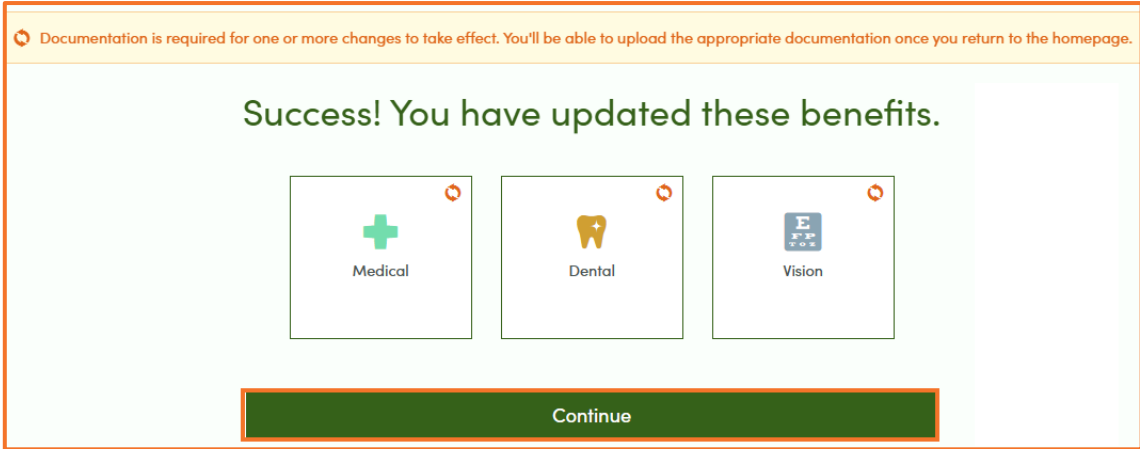 Documentation is required for one or more changes to take effect. You'll be able to upload the appropriate documentation once you return to the homepage.
Success! You have updated these benefits.
Medical
Dental
Vision
E
F P
T O Z
Continue